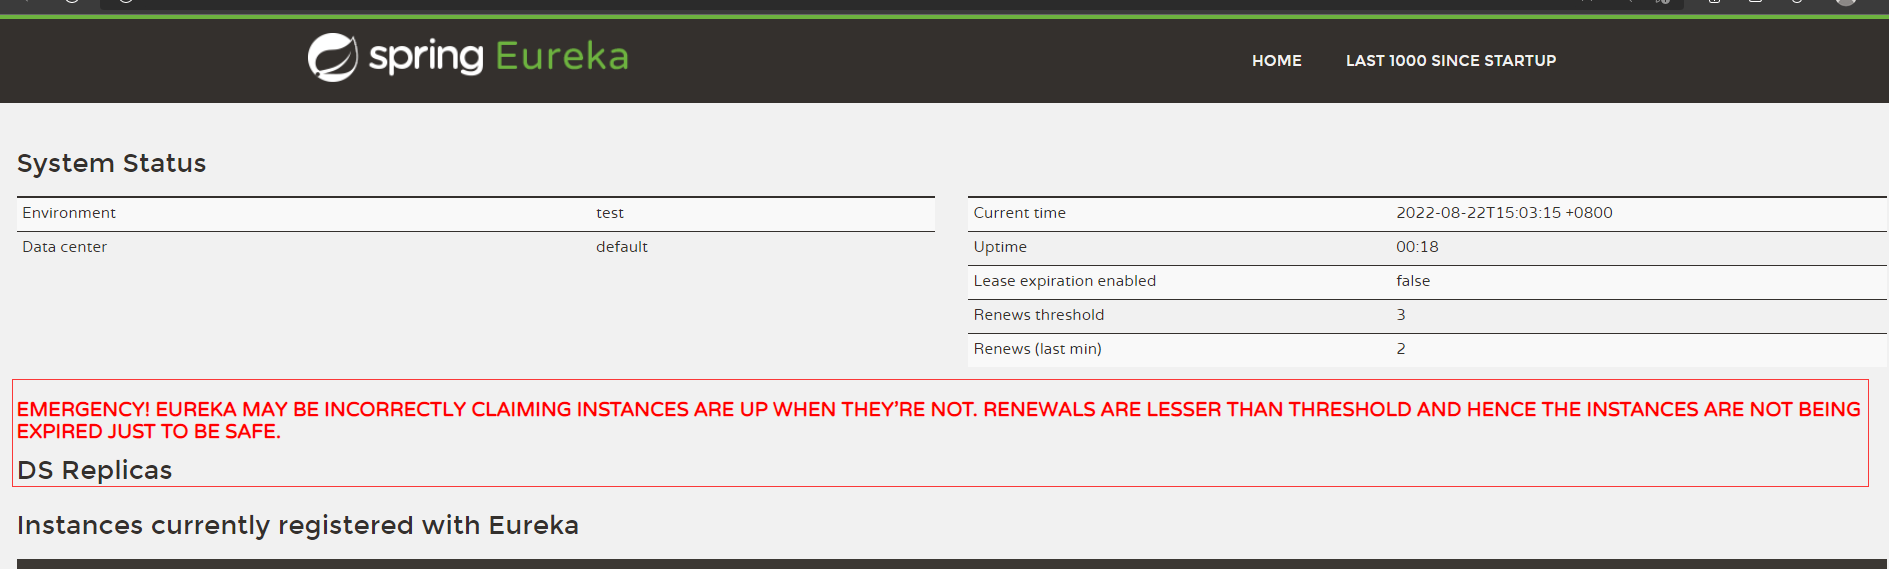 spring Eureka
HOME LAST 1000 SINCE STARTUP
System Status
Environment test
Data center default
Current time 2022-08-22T15:03:15 +0800
Uptime 00:18
Lease expiration enabled false
Renews threshold 3
Renews (last min) 2
EMERGENCY! EUREKA MAY BE INCORRECTLY CLAIMING INSTANCES ARE UP WHEN THEY'RE NOT. RENEWALS ARE LESSER THAN THRESHOLD AND HENCE THE INSTANCES ARE NOT BEING
EXPIRED JUST TO BE SAFE.
DS Replicas
Instances currently registered with Eureka